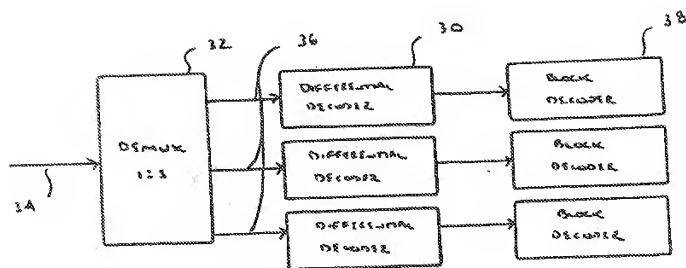 32
36
30
38
DIFFERENTIAL
DECODER
BLOCK
DECODER
DEMUX
1:3
DIFFERENTIAL
DECODER
BLOCK
DECODER
34
DIFFERENTIAL
DECODER
BLOCK
DECODER